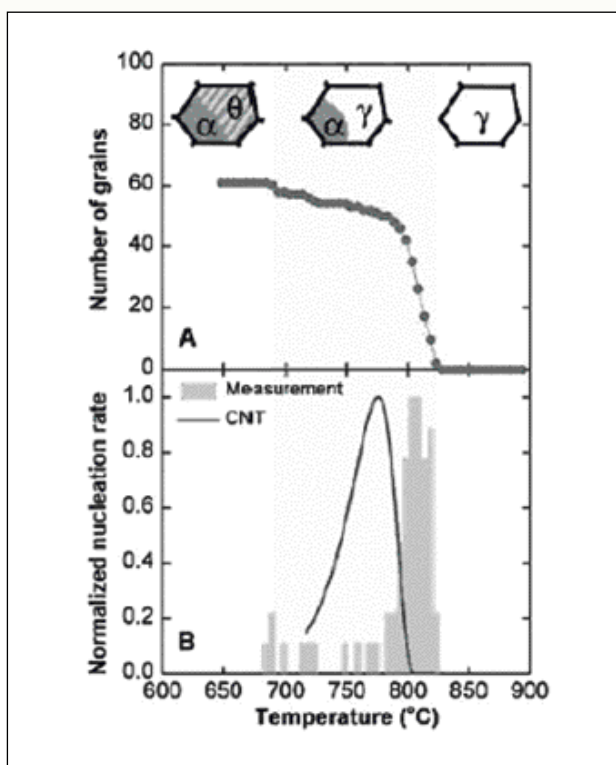 100
80
60
40
20
0
Number of grains
α θ
α γ
γ
A
Measurement
CNT
1.0
0.8
0.6
0.4
0.2
0.0
Normalized nucleation rate
B
600 650 700 750 800 850 900
Temperature (°C)